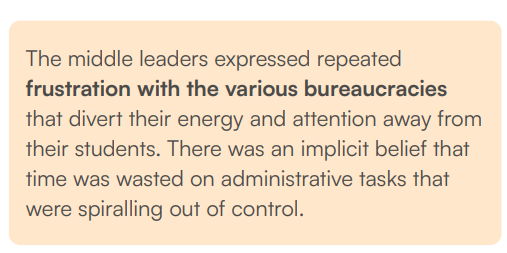 The middle leaders expressed repeated
frustration with the various bureaucracies
that divert their energy and attention away from
their students. There was an implicit belief that
time was wasted on administrative tasks that
were spiralling out of control.